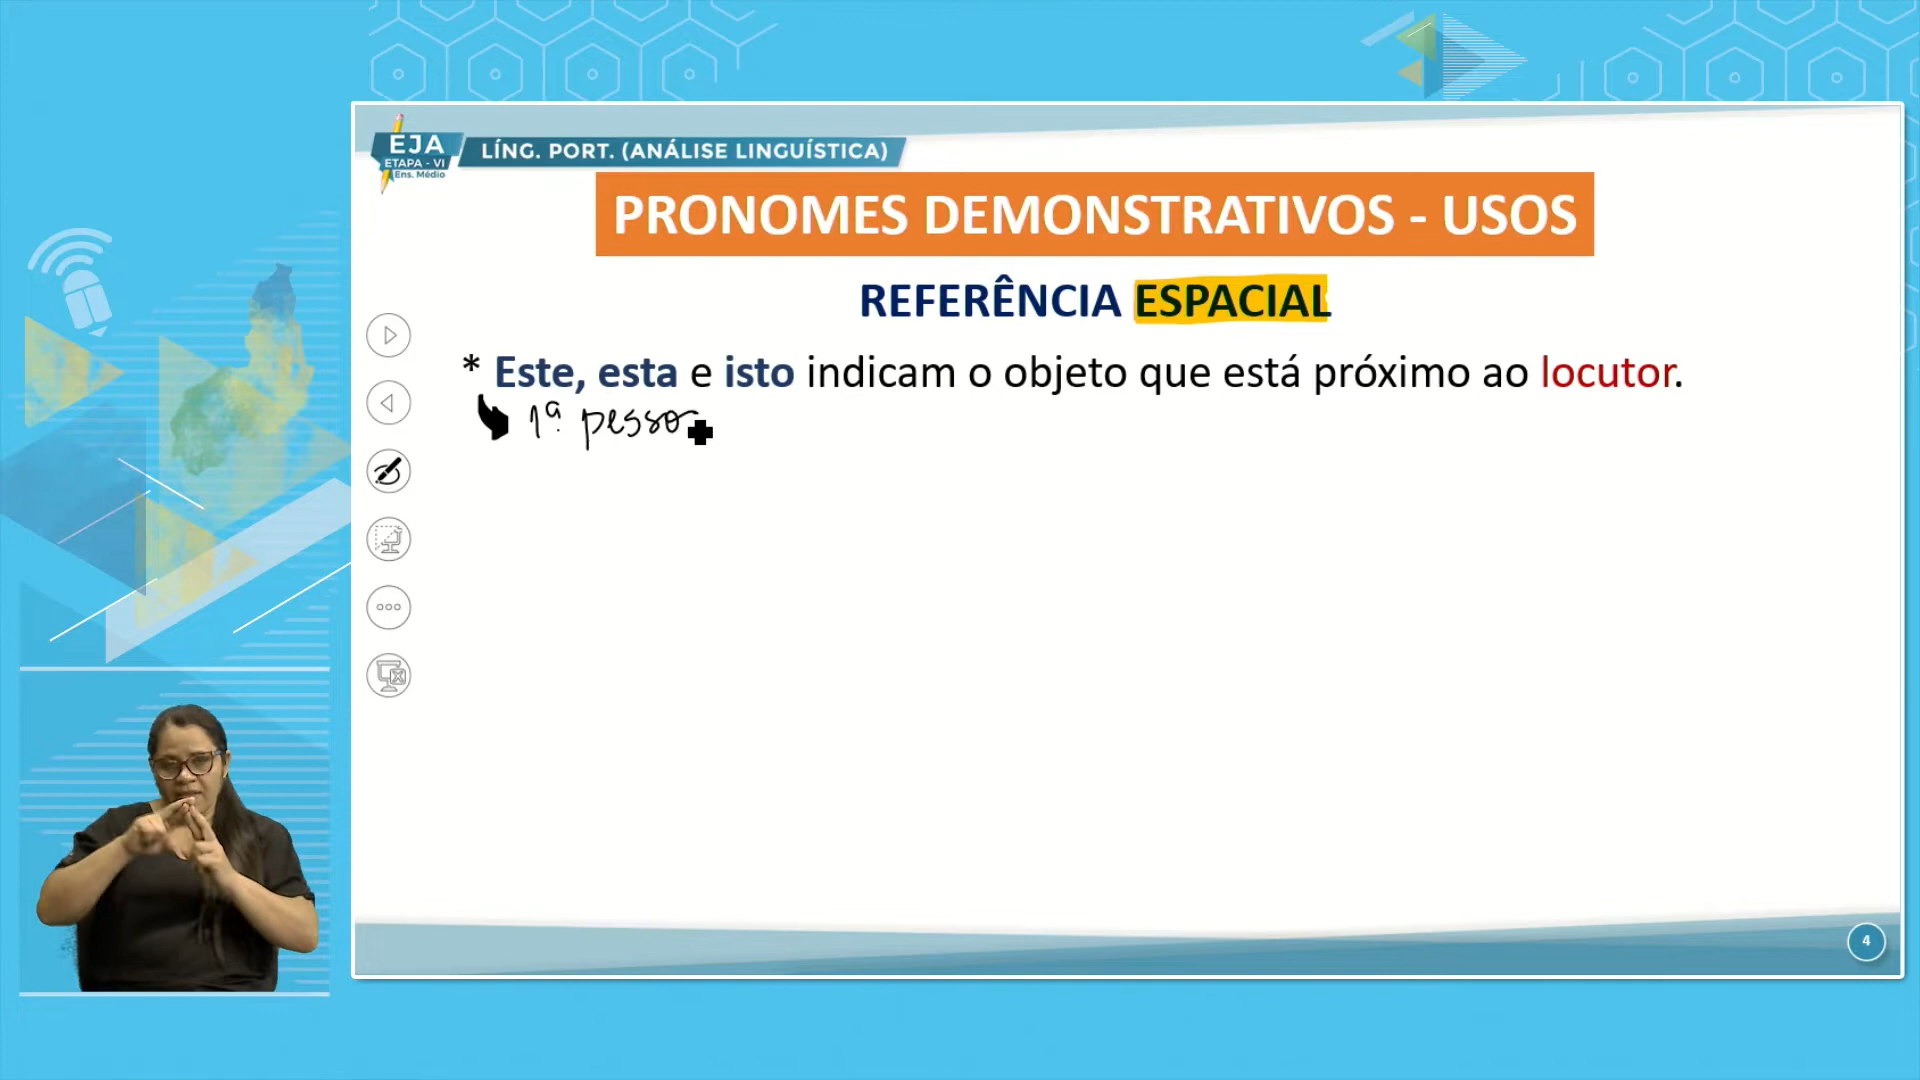 EJA
ETAPA - VI
Ens. Médio
LÍNG. PORT. (ANÁLISE LINGUÍSTICA)
PRONOMES DEMONSTRATIVOS - USOS
REFERÊNCIA ESPACIAL
* Este, esta e isto indicam o objeto que está próximo ao locutor.
1ª pesso
4